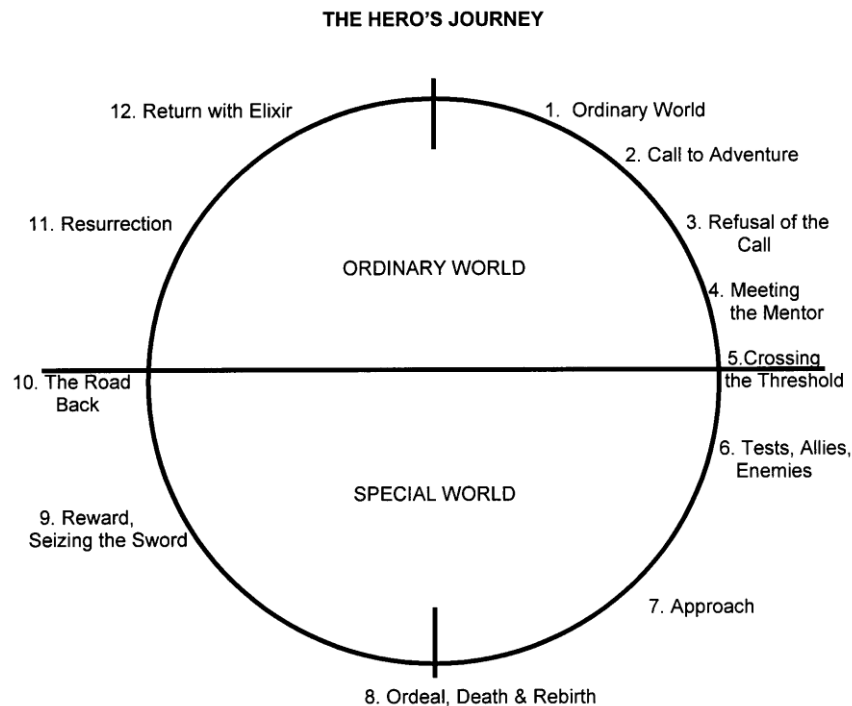 THE HERO'S JOURNEY
12. Return with Elixir
1. Ordinary World
2. Call to Adventure
11. Resurrection
3. Refusal of the
Call
ORDINARY WORLD
4. Meeting
the Mentor
5.Crossing
the Threshold
10. The Road
Back
6. Tests, Allies,
Enemies
SPECIAL WORLD
9. Reward,
Seizing the Sword
7. Approach
8. Ordeal, Death & Rebirth